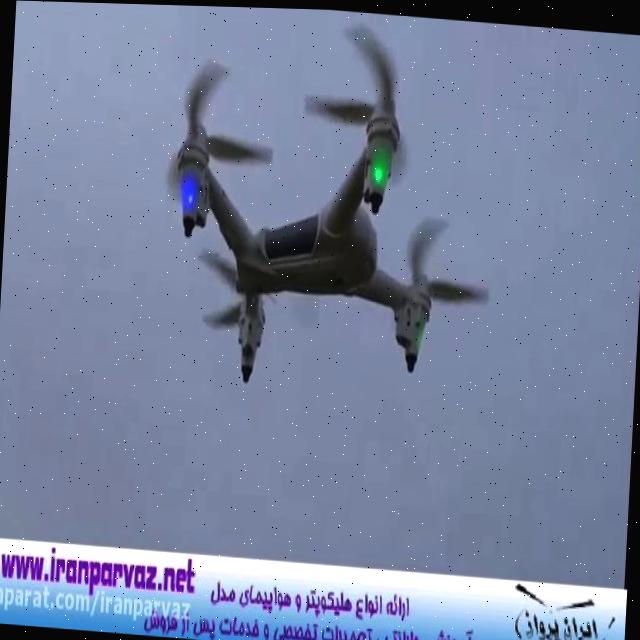 www.iranparvaz.net
aparat.com/iranparvaz
ارائه انواع هلیکوپتر و هواپیمای مدل
تعمیرات تخصصی و خدمات پس از فروش
ایران پرواز